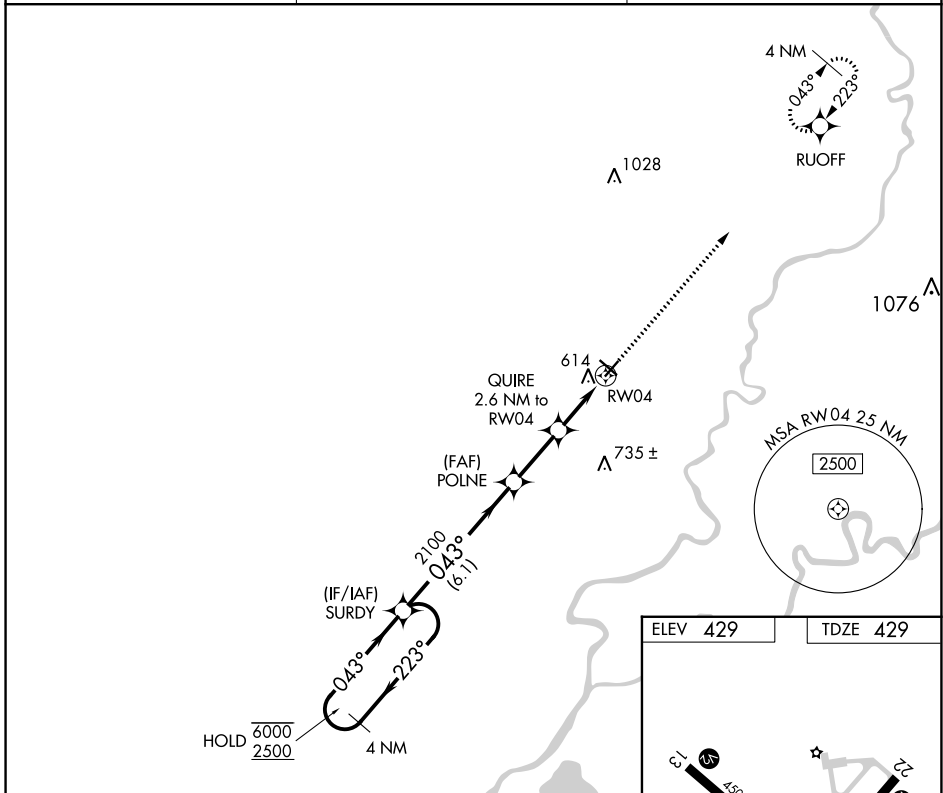 4 NM
043°
223°
RUOFF
1028
1076
614
QUIRE
2.6 NM to
RW04
RW04
(FAF)
POLNE
735 ±
MSA RW04 25 NM
2500
2100
043°
(6.1)
(IF/IAF)
SURDY
043°
223°
HOLD 6000
2500
4 NM
ELEV 429
TDZE 429
13
V2
450
22